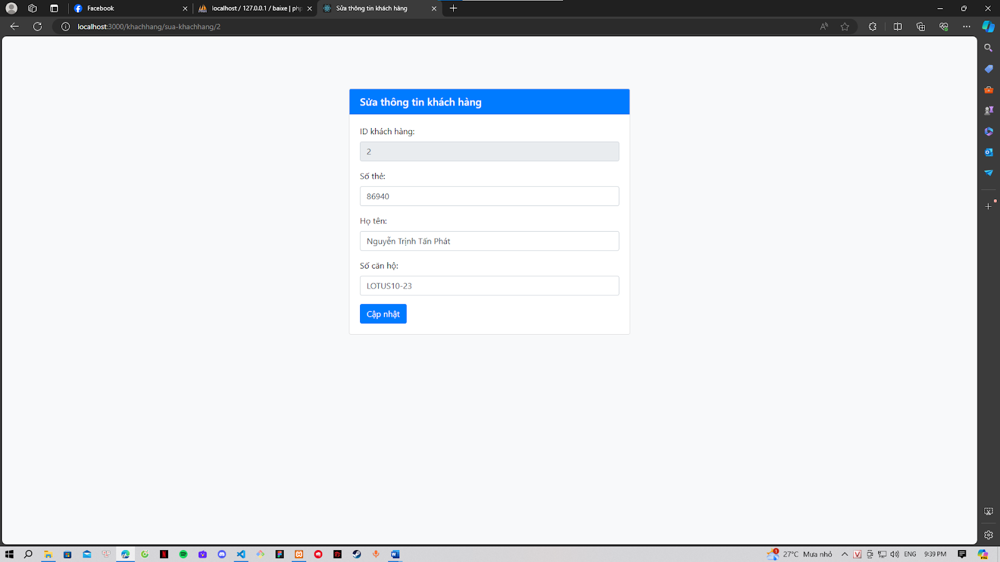 Facebook
localhost / 127.0.0.1 / baixe | php
Sửa thông tin khách hàng
localhost:3000/khachhang/sua-khachhang/2
Sửa thông tin khách hàng
ID khách hàng:
2
Số thẻ:
86940
Họ tên:
Nguyễn Trịnh Tấn Phát
Số căn hộ:
LOTUS10-23
Cập nhật
27°C Mưa nhỏ
ENG
9:39 PM